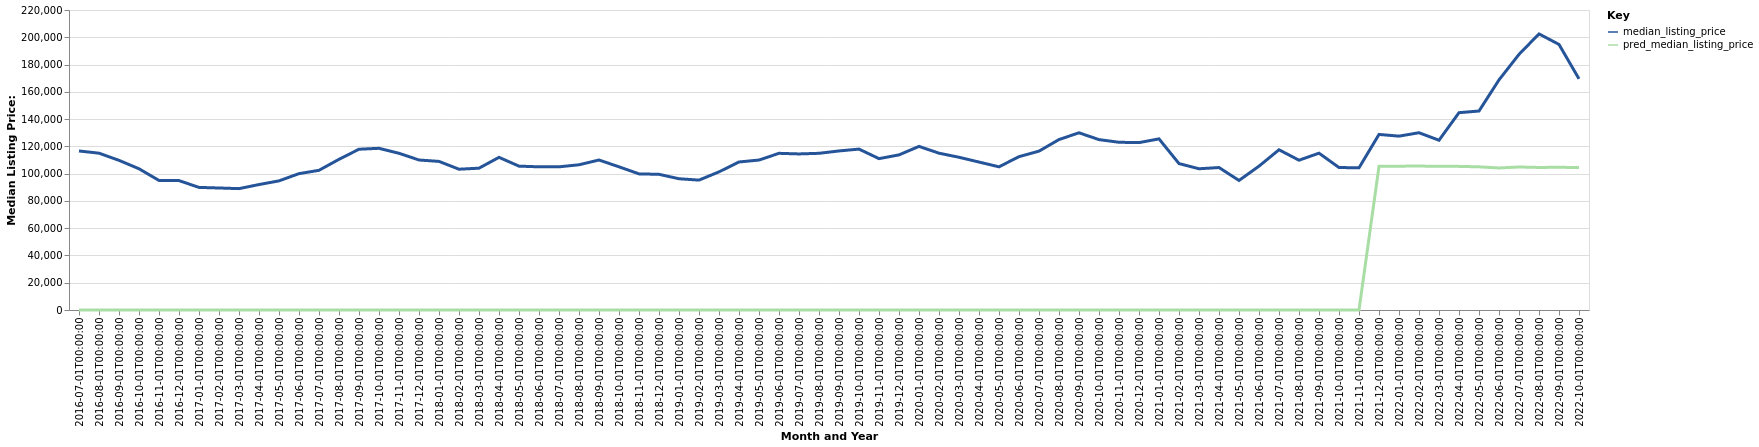 220,000
200,000
180,000
160,000
140,000
120,000
100,000
80,000
60,000
40,000
20,000
0
Median Listing Price:
2016-07-01T00:00:00
2016-08-01T00:00:00
2016-09-01T00:00:00
2016-10-01T00:00:00
2016-11-01T00:00:00
2016-12-01T00:00:00
2017-01-01T00:00:00
2017-02-01T00:00:00
2017-03-01T00:00:00
2017-04-01T00:00:00
2017-05-01T00:00:00
2017-06-01T00:00:00
2017-07-01T00:00:00
2017-08-01T00:00:00
2017-09-01T00:00:00
2017-10-01T00:00:00
2017-11-01T00:00:00
2017-12-01T00:00:00
2018-01-01T00:00:00
2018-02-01T00:00:00
2018-03-01T00:00:00
2018-04-01T00:00:00
2018-05-01T00:00:00
2018-06-01T00:00:00
2018-07-01T00:00:00
2018-08-01T00:00:00
2018-09-01T00:00:00
2018-10-01T00:00:00
2018-11-01T00:00:00
2018-12-01T00:00:00
2019-01-01T00:00:00
2019-02-01T00:00:00
2019-03-01T00:00:00
2019-04-01T00:00:00
2019-05-01T00:00:00
2019-06-01T00:00:00
2019-07-01T00:00:00
2019-08-01T00:00:00
2019-09-01T00:00:00
2019-10-01T00:00:00
2019-11-01T00:00:00
2019-12-01T00:00:00
2020-01-01T00:00:00
2020-02-01T00:00:00
2020-03-01T00:00:00
2020-04-01T00:00:00
2020-05-01T00:00:00
2020-06-01T00:00:00
2020-07-01T00:00:00
2020-08-01T00:00:00
2020-09-01T00:00:00
2020-10-01T00:00:00
2020-11-01T00:00:00
2020-12-01T00:00:00
2021-01-01T00:00:00
2021-02-01T00:00:00
2021-03-01T00:00:00
2021-04-01T00:00:00
2021-05-01T00:00:00
2021-06-01T00:00:00
2021-07-01T00:00:00
2021-08-01T00:00:00
2021-09-01T00:00:00
2021-10-01T00:00:00
2021-11-01T00:00:00
2021-12-01T00:00:00
2022-01-01T00:00:00
2022-02-01T00:00:00
2022-03-01T00:00:00
2022-04-01T00:00:00
2022-05-01T00:00:00
2022-06-01T00:00:00
2022-07-01T00:00:00
2022-08-01T00:00:00
2022-09-01T00:00:00
2022-10-01T00:00:00
Month and Year
Key
median_listing_price
pred_median_listing_price